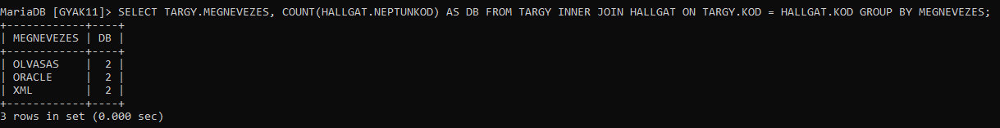 MariaDB [GYAK11]> SELECT TARGY.MEGNEVEZES, COUNT(HALLGAT.NEPTUNKOD) AS DB FROM TARGY INNER JOIN HALLGAT ON TARGY.KOD = HALLGAT.KOD GROUP BY MEGNEVEZES;
+------------+----+
| MEGNEVEZES | DB |
+------------+----+
| OLVASAS    |  2 |
| ORACLE     |  2 |
| XML        |  2 |
+------------+----+
3 rows in set (0.000 sec)